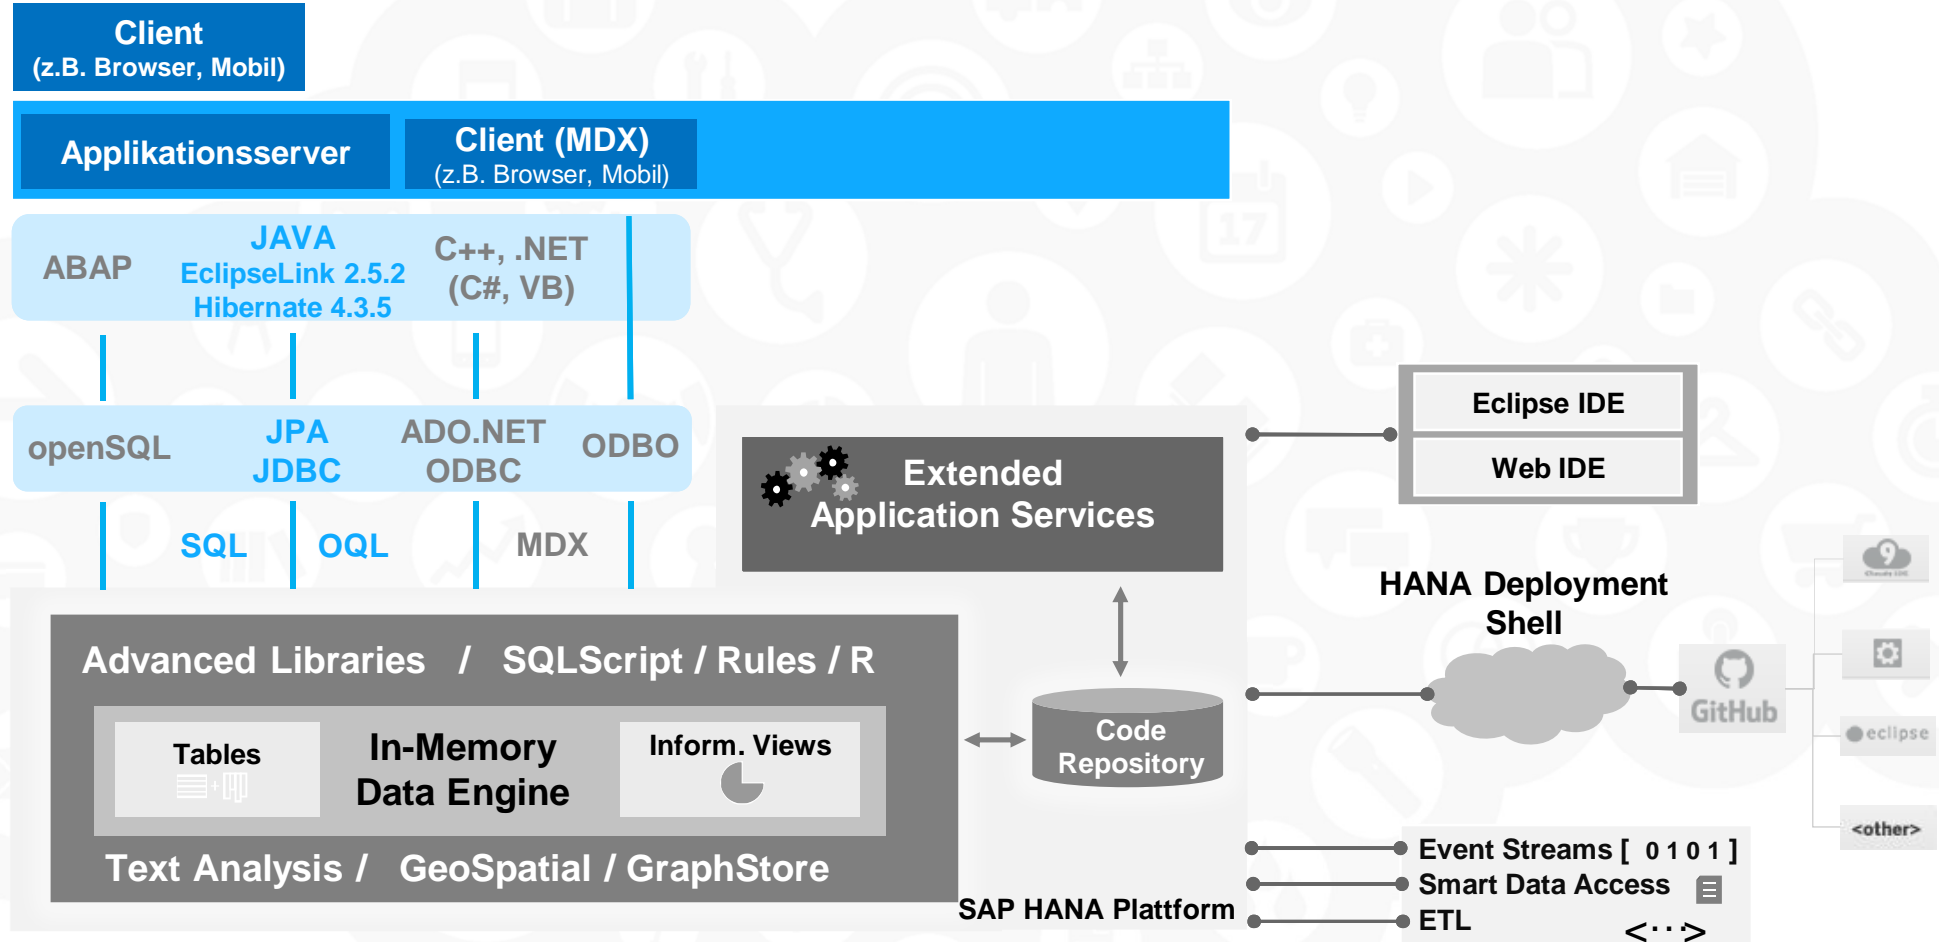 Client
(z.B. Browser, Mobil)
Applikationsserver
Client (MDX)
(z.B. Browser, Mobil)
ABAP
JAVA
EclipseLink 2.5.2
Hibernate 4.3.5
C++, .NET
(C#, VB)
openSQL
JPA
JDBC
ADO.NET
ODBC
ODBO
SQL
OQL
MDX
Extended
Application Services
Eclipse IDE
Web IDE
HANA Deployment
Shell
GitHub
9
eclipse
<other>
Advanced Libraries / SQLScript / Rules / R
Tables
In-Memory
Data Engine
Inform. Views
Text Analysis / GeoSpatial / GraphStore
Code
Repository
SAP HANA Plattform
Event Streams [ 0 1 0 1 ]
Smart Data Access
ETL
<···>
17